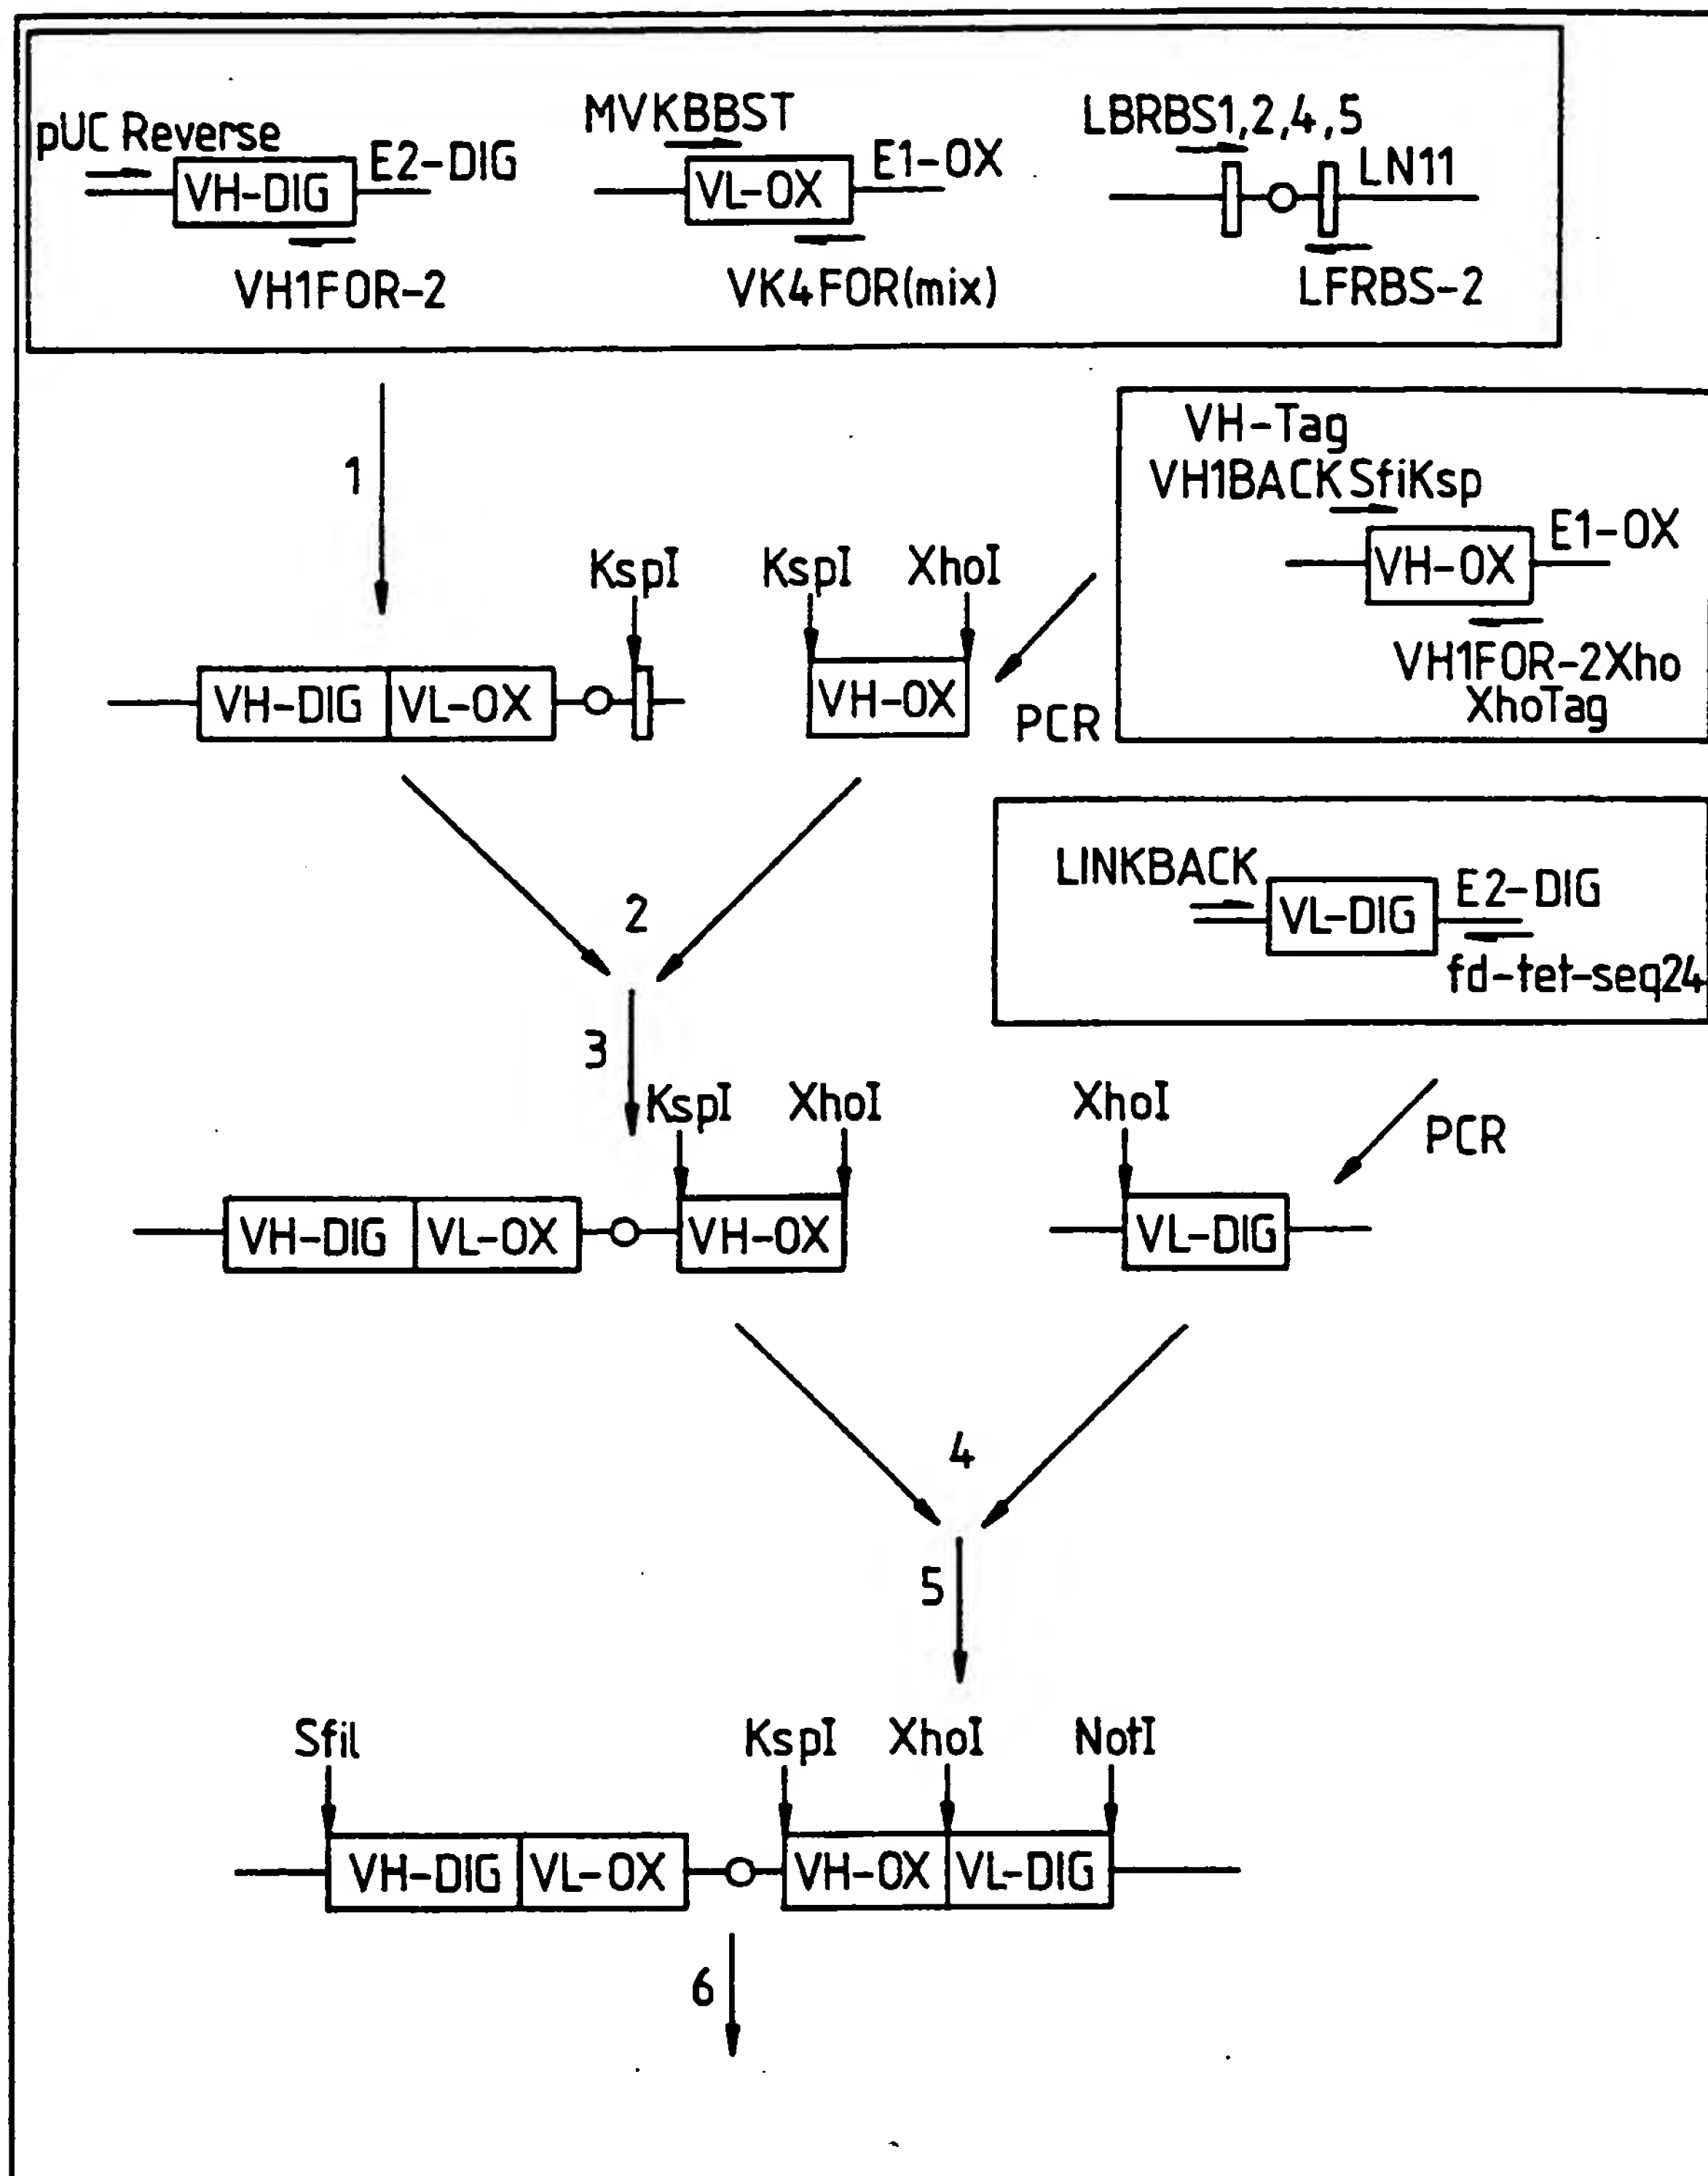 pUC Reverse
VH-DIG
E2-DIG
VH1FOR-2
MVKBBST
VL-OX
E1-OX
VK4FOR(mix)
LBRBS1,2,4,5
LN11
LFRBS-2
1
VH-Tag
VH1BACKSfiKsp
E1-OX
VH-OX
VH1FOR-2Xho
XhoTag
KspI
KspI
XhoI
VH-DIG
VL-OX
VH-OX
PCR
2
LINKBACK
VL-DIG
E2-DIG
fd-tet-seq24
3
KspI
XhoI
XhoI
PCR
VH-DIG
VL-OX
VH-OX
VL-DIG
4
5
SfiI
KspI
XhoI
NotI
VH-DIG
VL-OX
VH-OX
VL-DIG
6